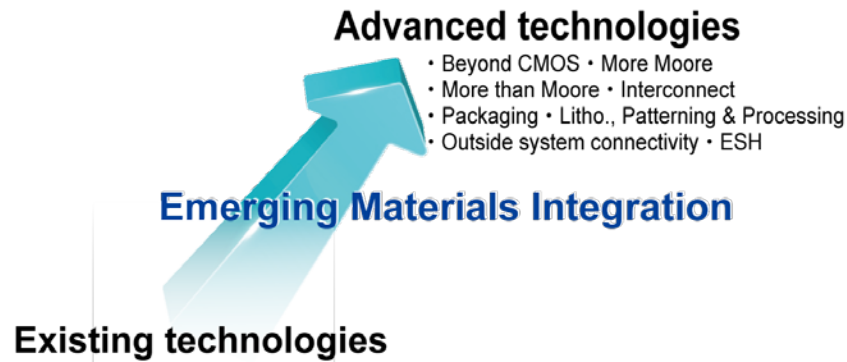 Advanced technologies
・Beyond CMOS・More Moore
・More than Moore・Interconnect
・Packaging・Litho., Patterning & Processing
・Outside system connectivity・ESH
Emerging Materials Integration
Existing technologies